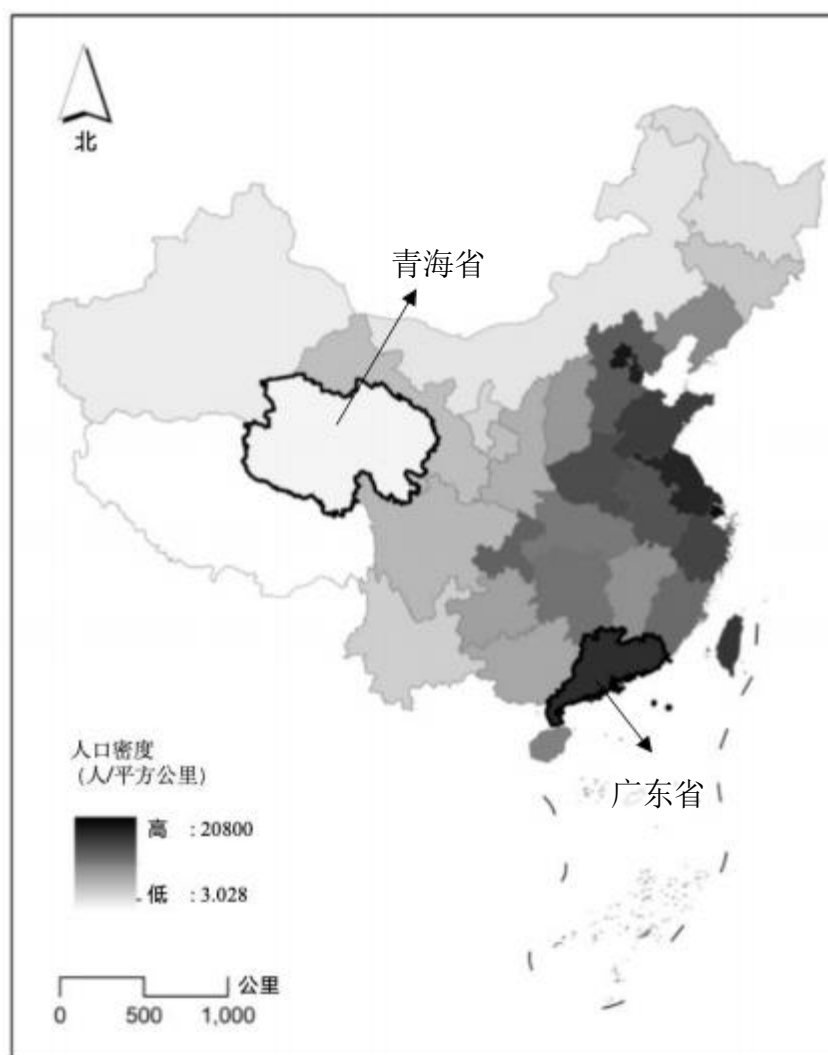 北
青海省
广东省
人口密度
(人/平方公里)
高 : 20800
低 : 3.028
公里
0 500 1,000